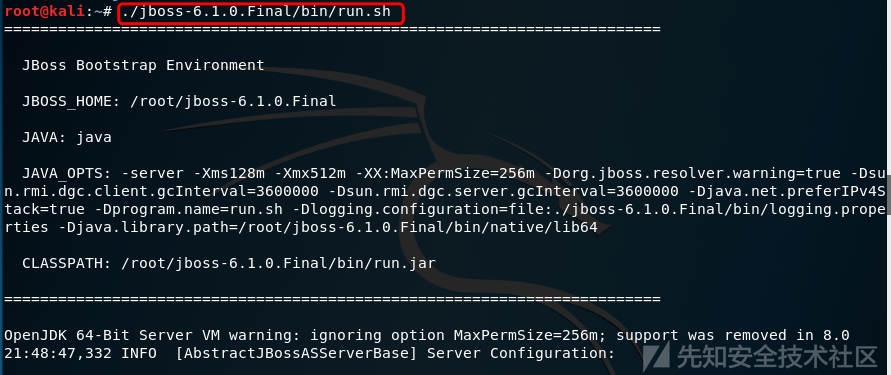 root@kali:~# ./jboss-6.1.0.Final/bin/run.sh
=========================================================================
JBoss Bootstrap Environment
JBOSS_HOME: /root/jboss-6.1.0.Final
JAVA: java
JAVA_OPTS: -server -Xms128m -Xmx512m -XX:MaxPermSize=256m -Dorg.jboss.resolver.warning=true -Dsu
n.rmi.dgc.client.gcInterval=3600000 -Dsun.rmi.dgc.server.gcInterval=3600000 -Djava.net.preferIPv4S
tack=true -Dprogram.name=run.sh -Dlogging.configuration=file:./jboss-6.1.0.Final/bin/logging.prope
rties -Djava.library.path=/root/jboss-6.1.0.Final/bin/native/lib64
CLASSPATH: /root/jboss-6.1.0.Final/bin/run.jar
=========================================================================
OpenJDK 64-Bit Server VM warning: ignoring option MaxPermSize=256m; support was removed in 8.0
21:48:47,332 INFO  [AbstractJBossASServerBase] Server Configuration:
先知安全技术社区